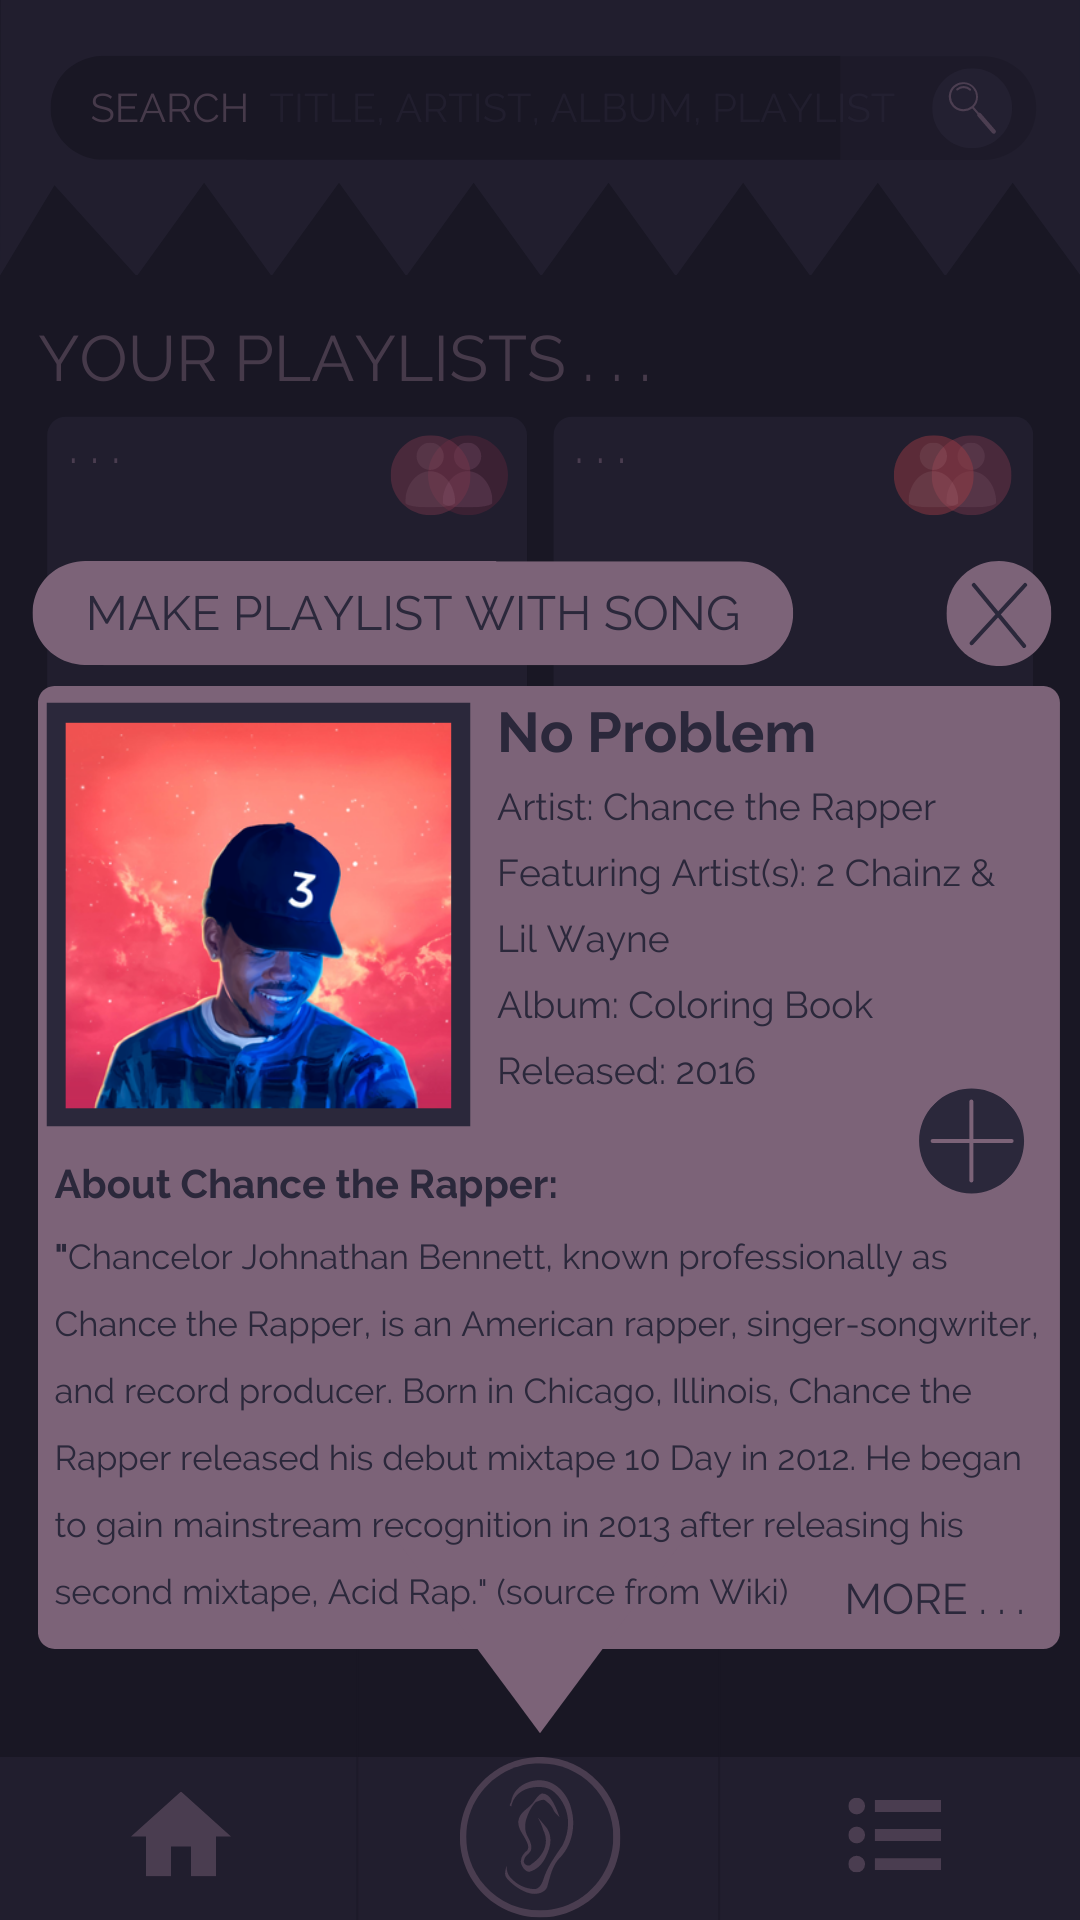 SEARCH TITLE, ARTIST, ALBUM, PLAYLIST
YOUR PLAYLISTS . . .
. . .
. . .
MAKE PLAYLIST WITH SONG
3
No Problem
Artist: Chance the Rapper
Featuring Artist(s): 2 Chainz &
Lil Wayne
Album: Coloring Book
Released: 2016
About Chance the Rapper:
"Chancelor Johnathan Bennett, known professionally as
Chance the Rapper, is an American rapper, singer-songwriter,
and record producer. Born in Chicago, Illinois, Chance the
Rapper released his debut mixtape 10 Day in 2012. He began
to gain mainstream recognition in 2013 after releasing his
second mixtape, Acid Rap." (source from Wiki)
MORE . . .